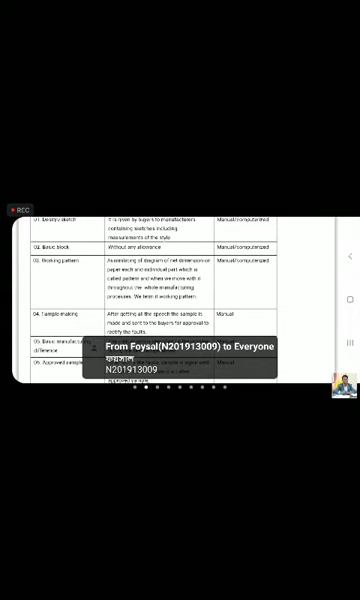 REC
01. Design / sketch
It is given by buyers to manufacturers
Manual/computerized
containing sketches including
measurements of the style
02. Basic block
Without any allowance
Manual/computerized
03. Working pattern
diagram of net dimension on
Manual/computerized
paper each and individual part which is
called pattern and when we move with it
throughout the whole manufacturing
processes. We term it working pattern.
04. Sample making
After getting all the speech the sample is
Manual
made and sent to the buyers for approval to
rectify the faults.
05. Basic manufacturing
difference
06. Approved sample
approved sample.
From Foysal(N201913009) to Everyone
N201913009